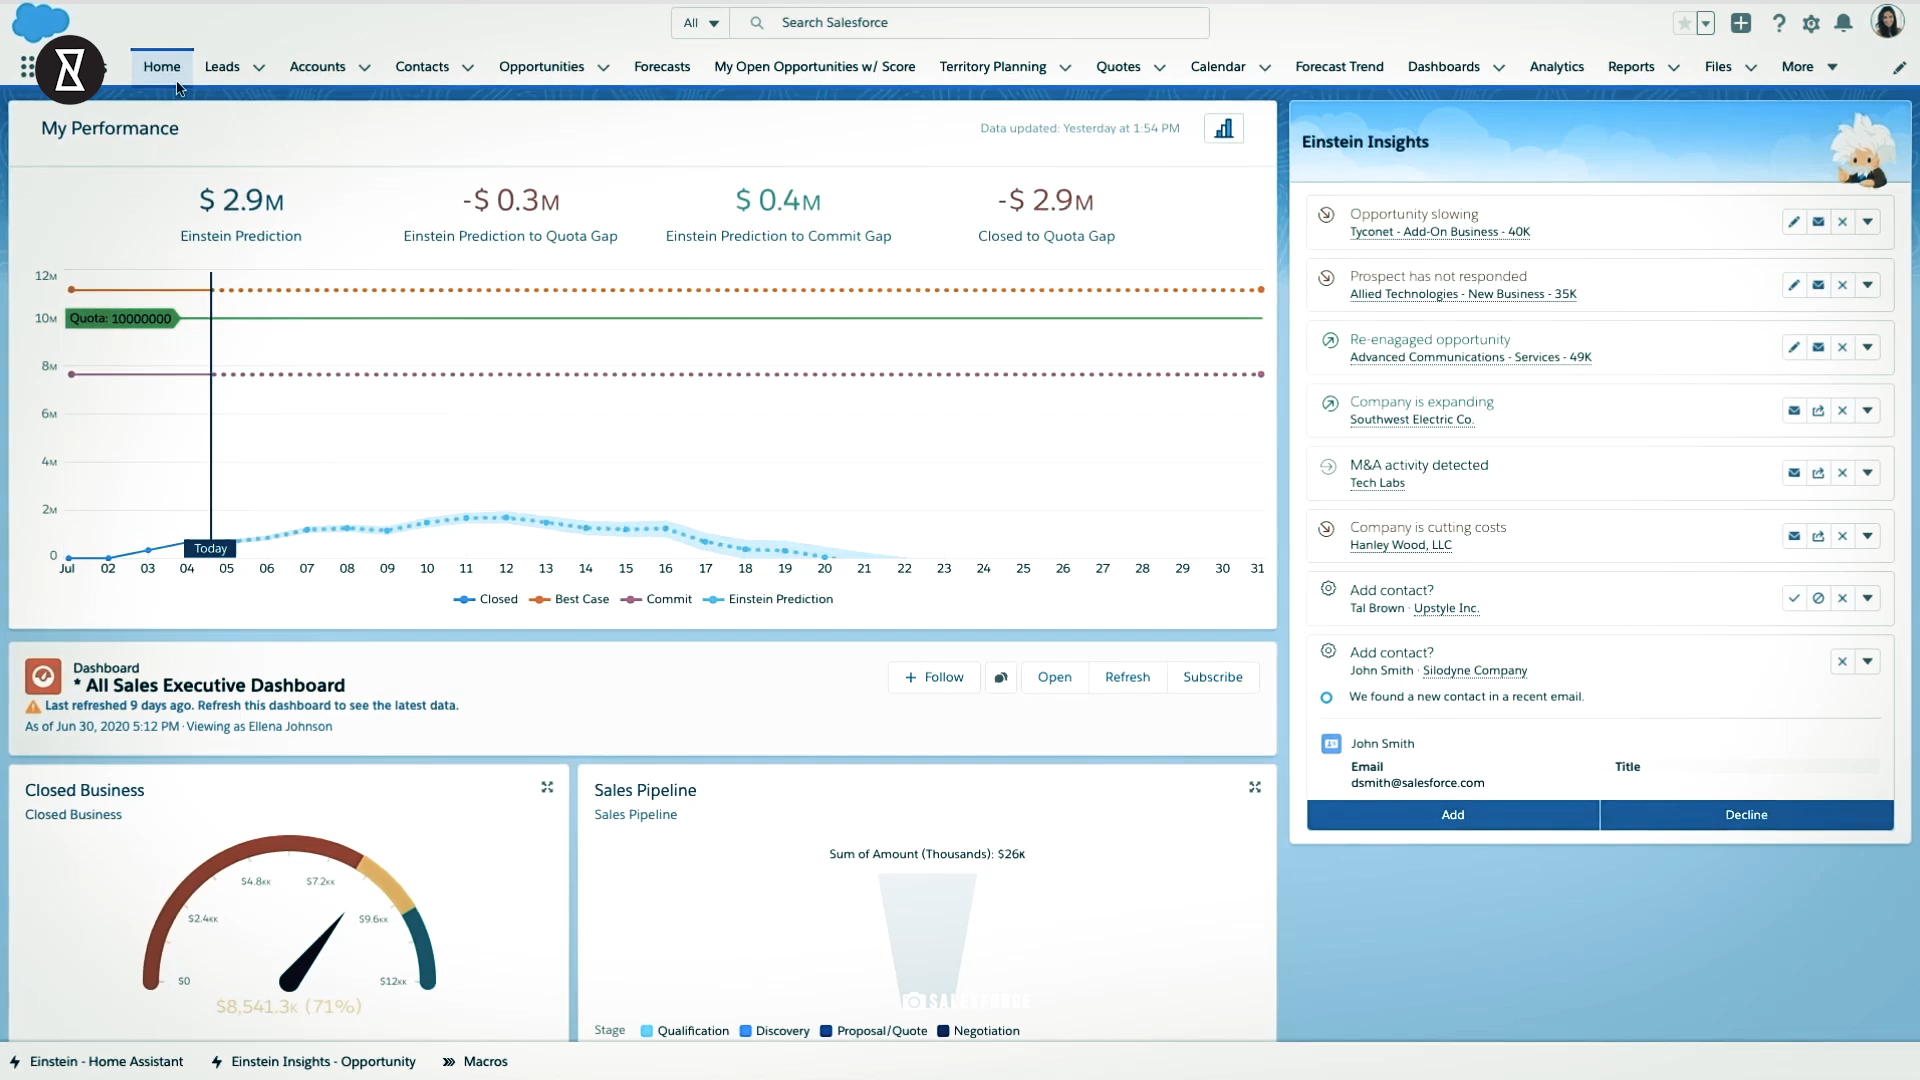 All
Search Salesforce
Home
Leads
Accounts
Contacts
Opportunities
Forecasts
My Open Opportunities w/ Score
Territory Planning
Quotes
Calendar
Forecast Trend
Dashboards
Analytics
Reports
Files
More
My Performance
Data updated: Yesterday at 1:54 PM
$ 2.9M
-$ 0.3M
$ 0.4M
-$ 2.9M
Einstein Prediction
Einstein Prediction to Quota Gap
Einstein Prediction to Commit Gap
Closed to Quota Gap
12M
10M
Quota: 10000000
8M
6M
4M
2M
0
Today
Jul 02 03 04 05 06 07 08 09 10 11 12 13 14 15 16 17 18 19 20 21 22 23 24 25 26 27 28 29 30 31
Closed
Best Case
Commit
Einstein Prediction
Dashboard
* All Sales Executive Dashboard
Last refreshed 9 days ago. Refresh this dashboard to see the latest data.
As of Jun 30, 2020 5:12 PM · Viewing as Ellena Johnson
+ Follow
Open
Refresh
Subscribe
Closed Business
Closed Business
$4.8KK
$7.2KK
$2.4KK
$9.6KK
$0
$12KK
$8,541.3K (71%)
Sales Pipeline
Sales Pipeline
Sum of Amount (Thousands): $26K
SALESFORCE
Stage
Qualification
Discovery
Proposal/Quote
Negotiation
Einstein Insights
Opportunity slowing
Tyconet - Add-On Business - 40K
Prospect has not responded
Allied Technologies - New Business - 35K
Re-enagaged opportunity
Advanced Communications - Services - 49K
Company is expanding
Southwest Electric Co.
M&A activity detected
Tech Labs
Company is cutting costs
Hanley Wood, LLC
Add contact?
Tal Brown · Upstyle Inc.
Add contact?
John Smith · Silodyne Company
We found a new contact in a recent email.
John Smith
Email
Title
dsmith@salesforce.com
Add
Decline
Einstein - Home Assistant
Einstein Insights - Opportunity
Macros